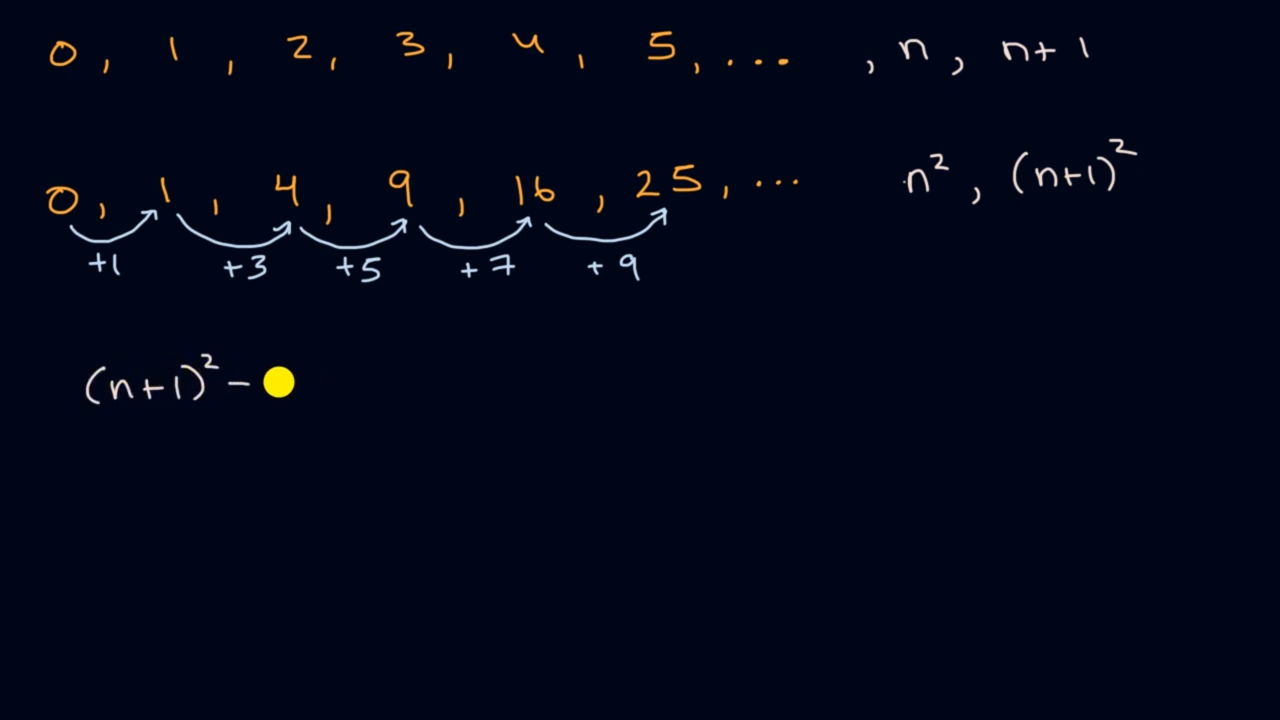 0, 1, 2, 3, 4, 5, ... , n, n+1
0, 1, 4, 9, 16, 25, ... n², (n+1)²
+1 +3 +5 +7 +9
(n+1)² −